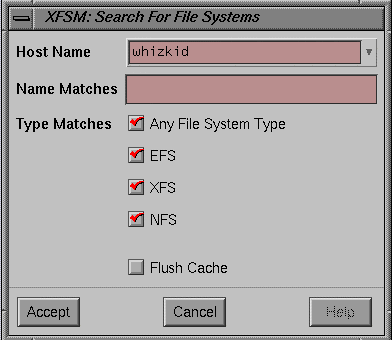 XFSM: Search For File Systems
Host Name whizkid
Name Matches
Type Matches Any File System Type
EFS
XFS
NFS
Flush Cache
Accept Cancel Help